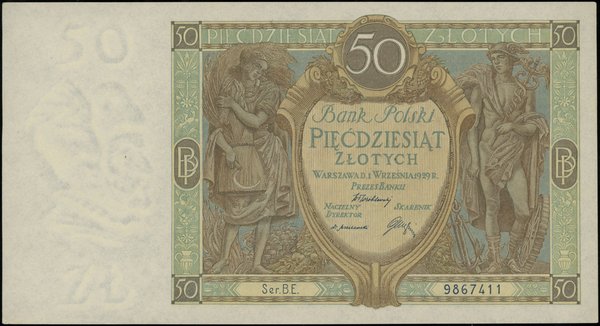 50
50 PIĘĆDZIESIĄT 50 ZŁOTYCH 50
Bank Polski
PIĘĆDZIESIĄT
ZŁOTYCH
WARSZAWA D. 1 WRZEŚNIA 1929 R.
PREZES BANKU
NACZELNY DYREKTOR
SKARBNIK
BP
BP
50 Ser. B.E. 9867411 50